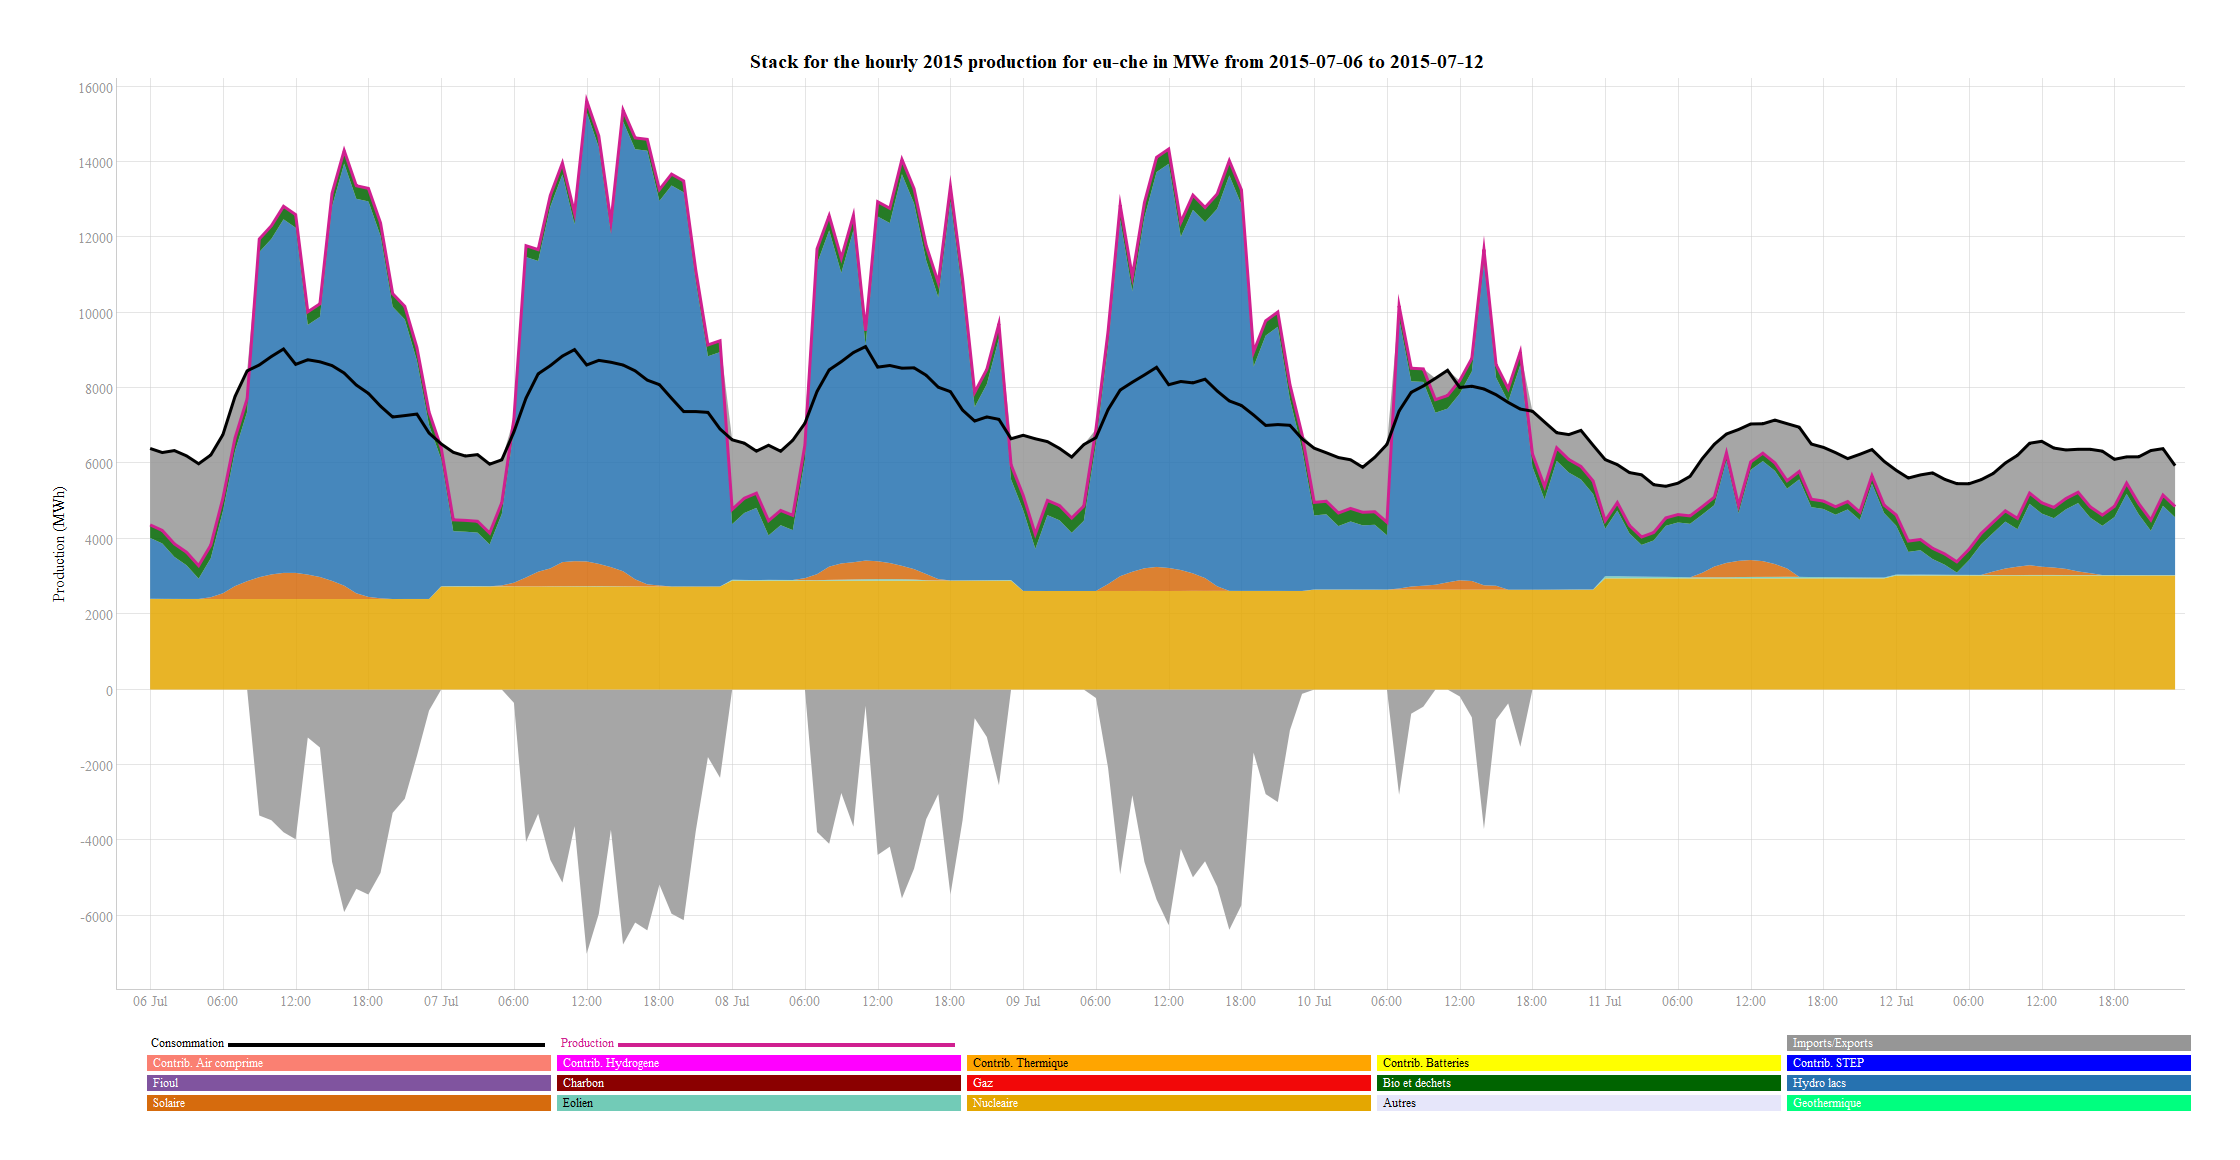 Stack for the hourly 2015 production for eu-che in MWe from 2015-07-06 to 2015-07-12
Production (MWh)
16000
14000
12000
10000
8000
6000
4000
2000
0
-2000
-4000
-6000
06 Jul 06:00 12:00 18:00 07 Jul 06:00 12:00 18:00 08 Jul 06:00 12:00 18:00 09 Jul 06:00 12:00 18:00 10 Jul 06:00 12:00 18:00 11 Jul 06:00 12:00 18:00 12 Jul 06:00 12:00 18:00
Consommation Production Imports/Exports
Contrib. Air comprime Contrib. Hydrogene Contrib. Thermique Contrib. Batteries Contrib. STEP
Fioul Charbon Gaz Bio et dechets Hydro lacs
Solaire Eolien Nucleaire Autres Geothermique